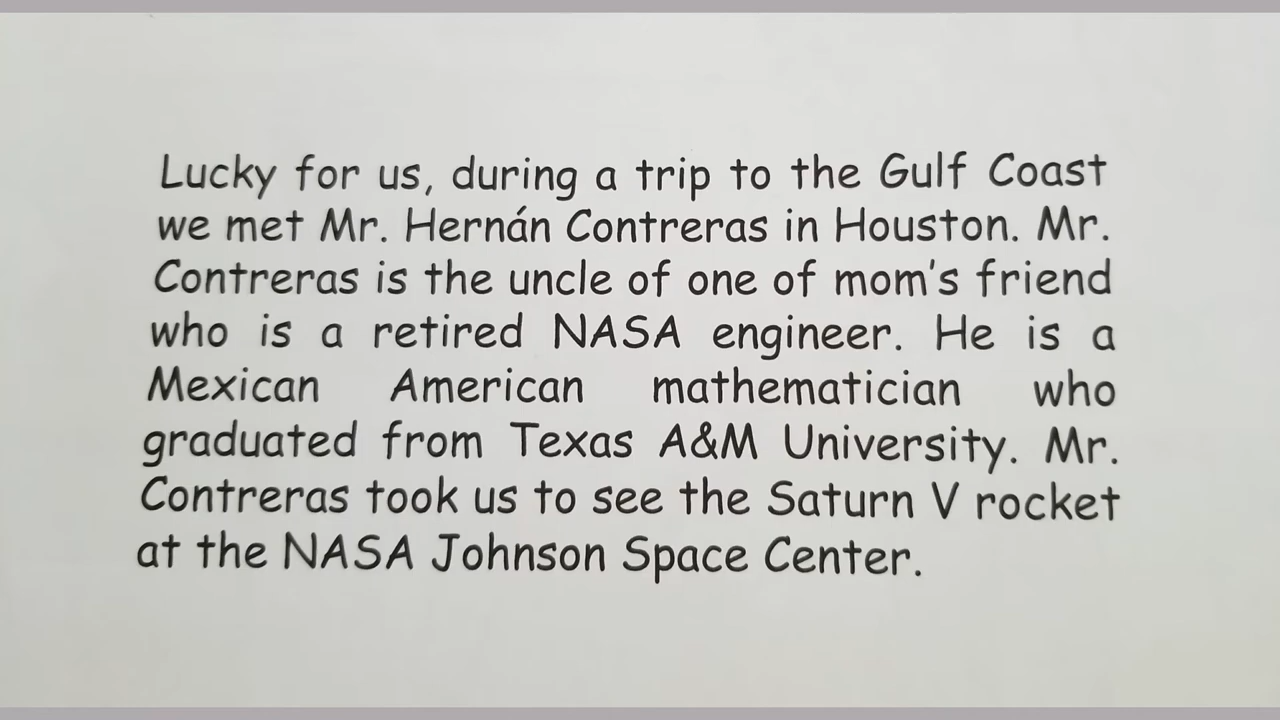 Lucky for us, during a trip to the Gulf Coast
we met Mr. Hernán Contreras in Houston. Mr.
Contreras is the uncle of one of mom's friend
who is a retired NASA engineer. He is a
Mexican American mathematician who
graduated from Texas A&M University. Mr.
Contreras took us to see the Saturn V rocket
at the NASA Johnson Space Center.